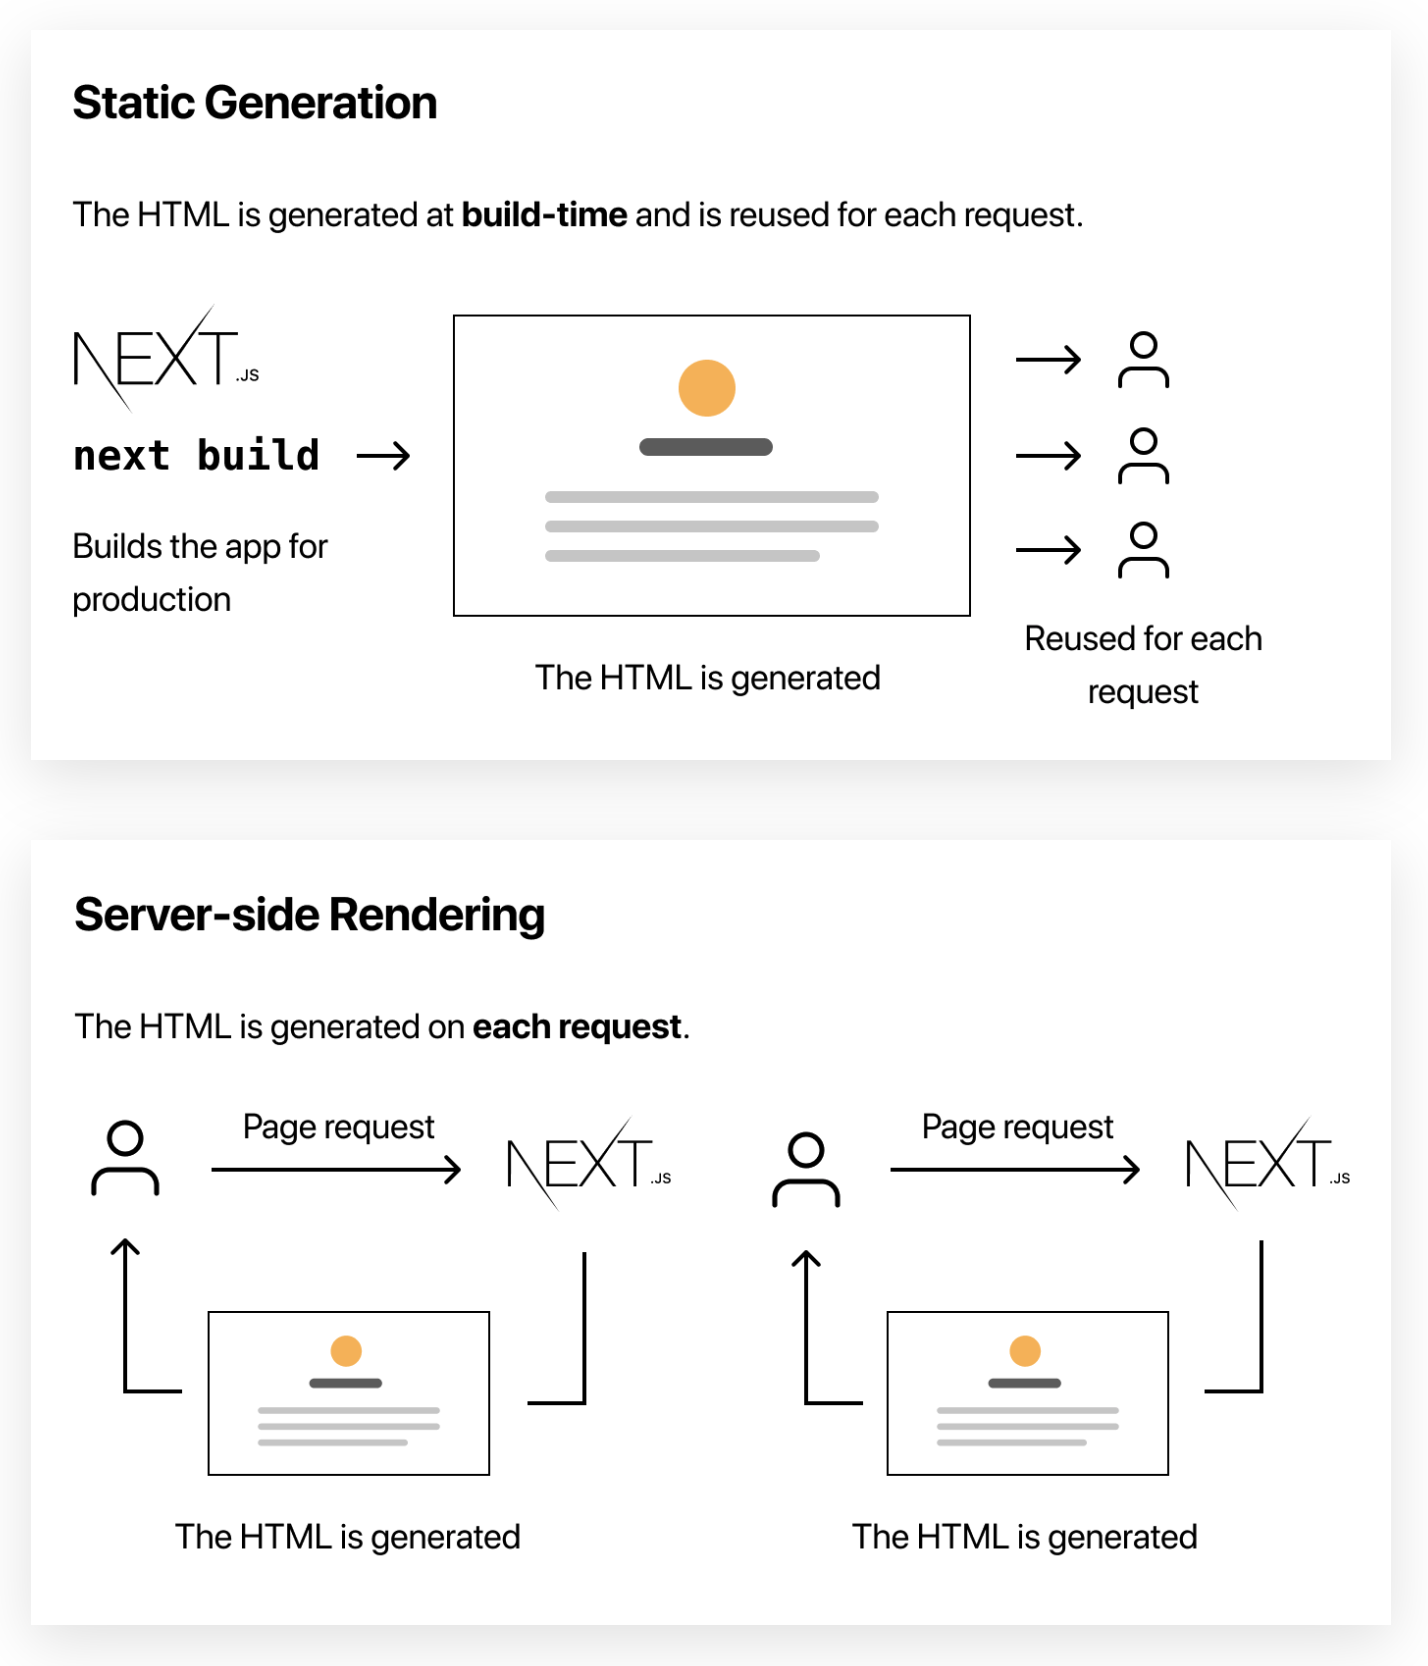 Static Generation
The HTML is generated at build-time and is reused for each request.
NEXT.JS
next build
Builds the app for
production
The HTML is generated
Reused for each
request
Server-side Rendering
The HTML is generated on each request.
Page request
NEXT.JS
The HTML is generated
Page request
NEXT.JS
The HTML is generated